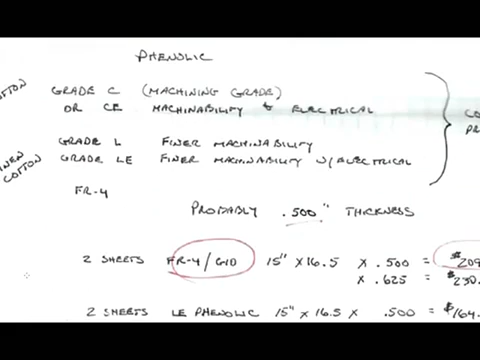 PHENOLIC
COTTON GRADE C (MACHINING GRADE)
OR CE MACHINABILITY & ELECTRICAL
GRADE L FINER MACHINABILITY
COTTON GRADE LE FINER MACHINABILITY W/ELECTRICAL
FR-4
PROBABLY .500" THICKNESS
2 SHEETS FR-4/G10 15" X 16.5 X .500 = $209
X .625 = $230.
2 SHEETS LE PHENOLIC 15" X 16.5 X .500 = $164.